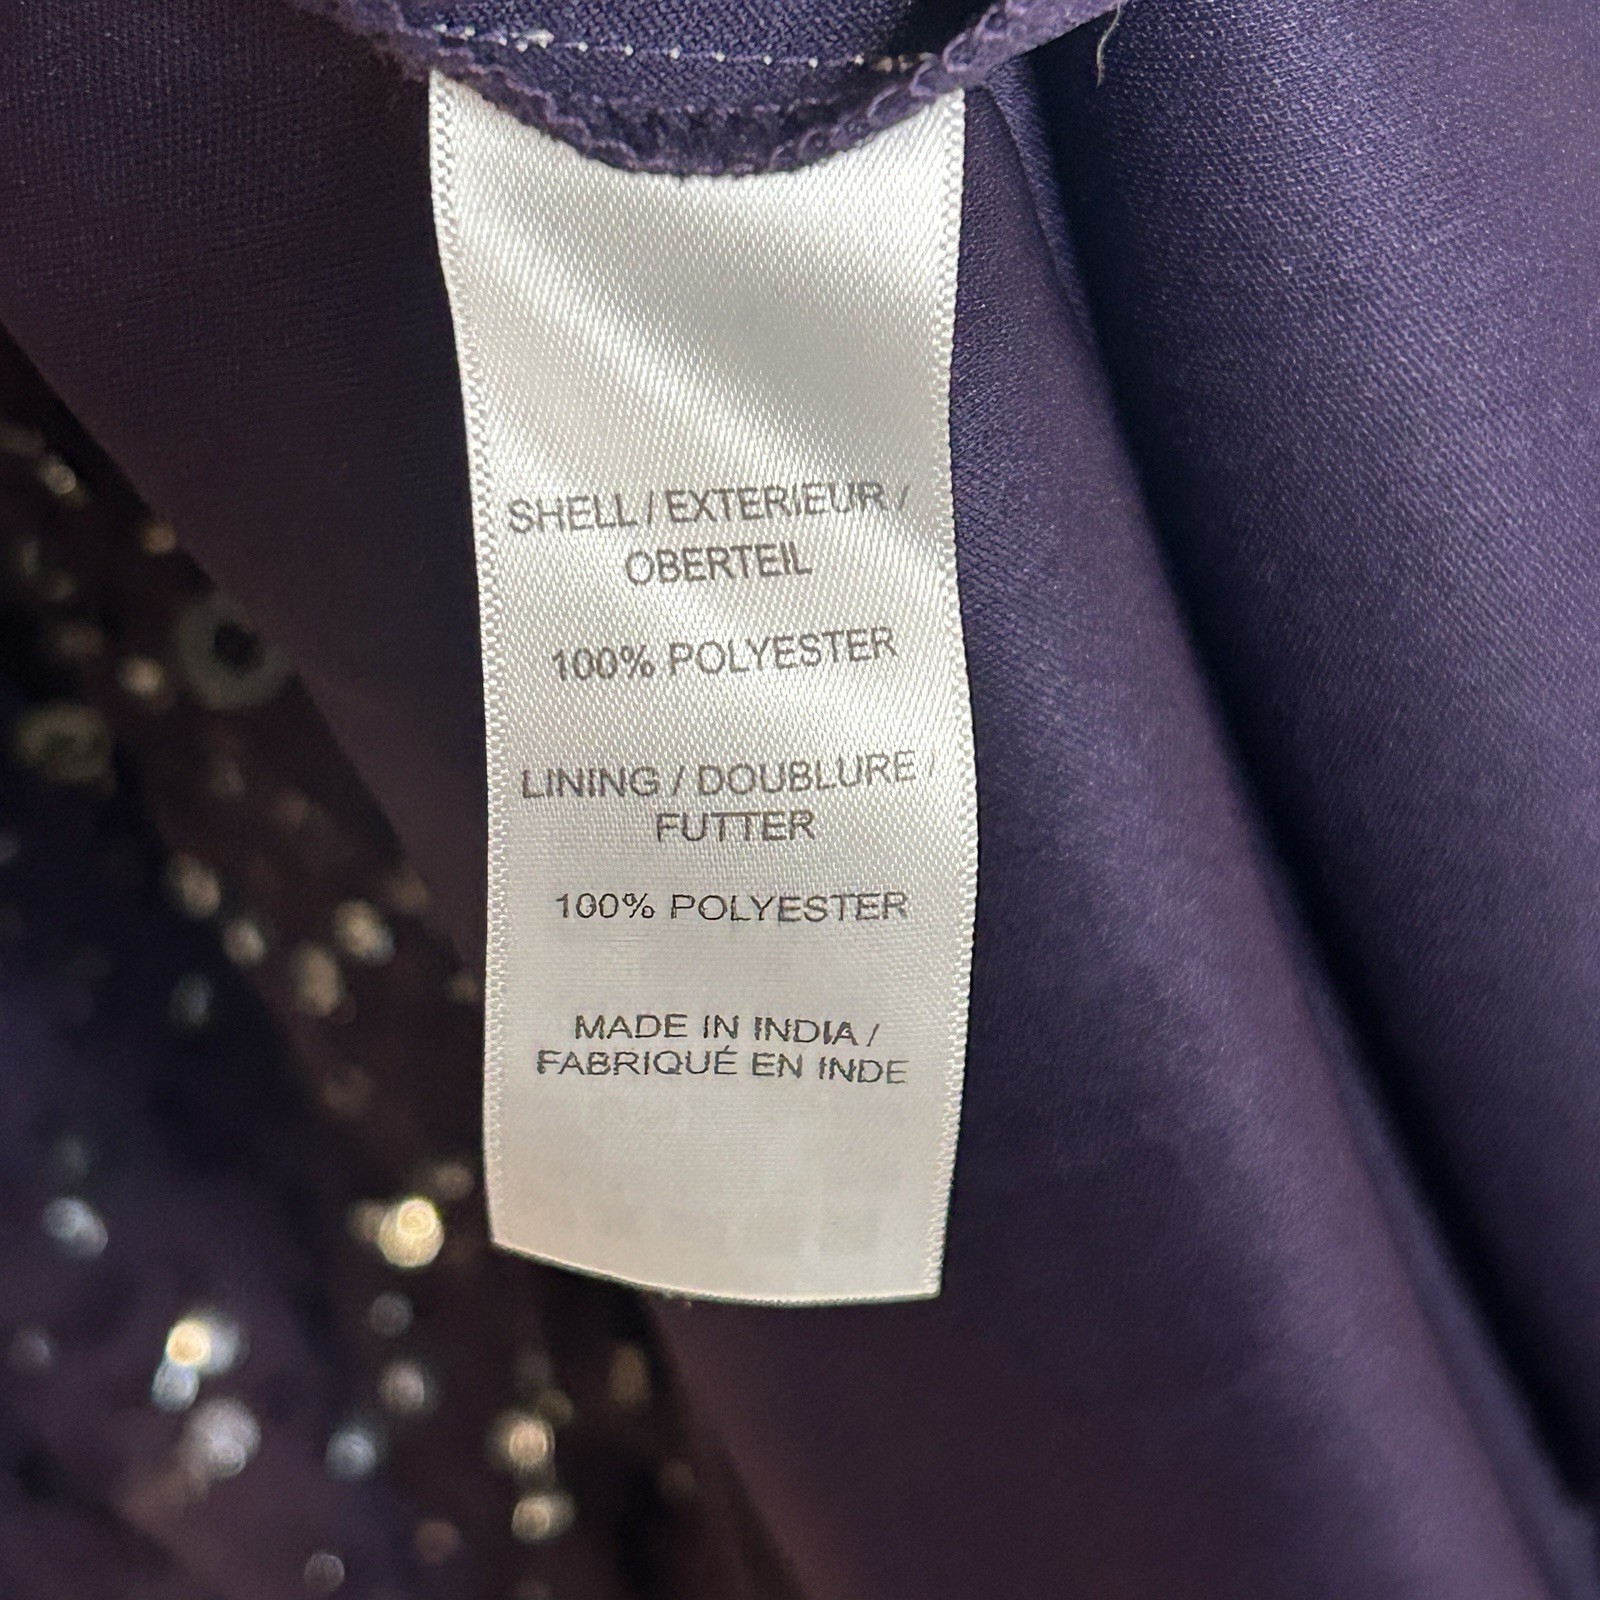 SHELL / EXTERIEUR /
OBERTEIL
100% POLYESTER
LINING / DOUBLURE /
FUTTER
100% POLYESTER
MADE IN INDIA /
FABRIQUÉ EN INDE